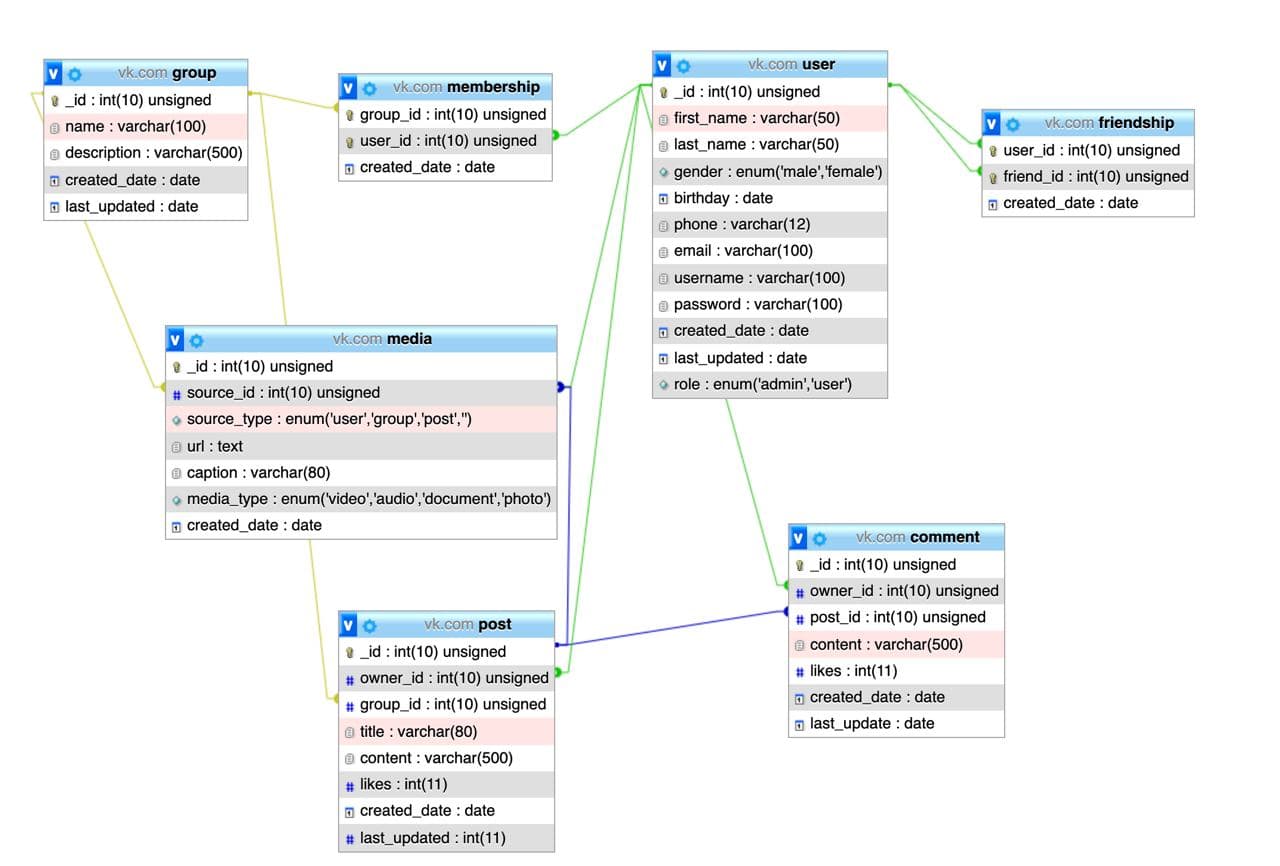 vk.com group
_id : int(10) unsigned
name : varchar(100)
description : varchar(500)
created_date : date
last_updated : date
vk.com membership
group_id : int(10) unsigned
user_id : int(10) unsigned
created_date : date
vk.com user
_id : int(10) unsigned
first_name : varchar(50)
last_name : varchar(50)
gender : enum('male','female')
birthday : date
phone : varchar(12)
email : varchar(100)
username : varchar(100)
password : varchar(100)
created_date : date
last_updated : date
role : enum('admin','user')
vk.com friendship
user_id : int(10) unsigned
friend_id : int(10) unsigned
created_date : date
vk.com media
_id : int(10) unsigned
# source_id : int(10) unsigned
source_type : enum('user','group','post','')
url : text
caption : varchar(80)
media_type : enum('video','audio','document','photo')
created_date : date
vk.com post
_id : int(10) unsigned
# owner_id : int(10) unsigned
# group_id : int(10) unsigned
title : varchar(80)
content : varchar(500)
# likes : int(11)
created_date : date
# last_updated : int(11)
vk.com comment
_id : int(10) unsigned
# owner_id : int(10) unsigned
# post_id : int(10) unsigned
content : varchar(500)
# likes : int(11)
created_date : date
last_update : date